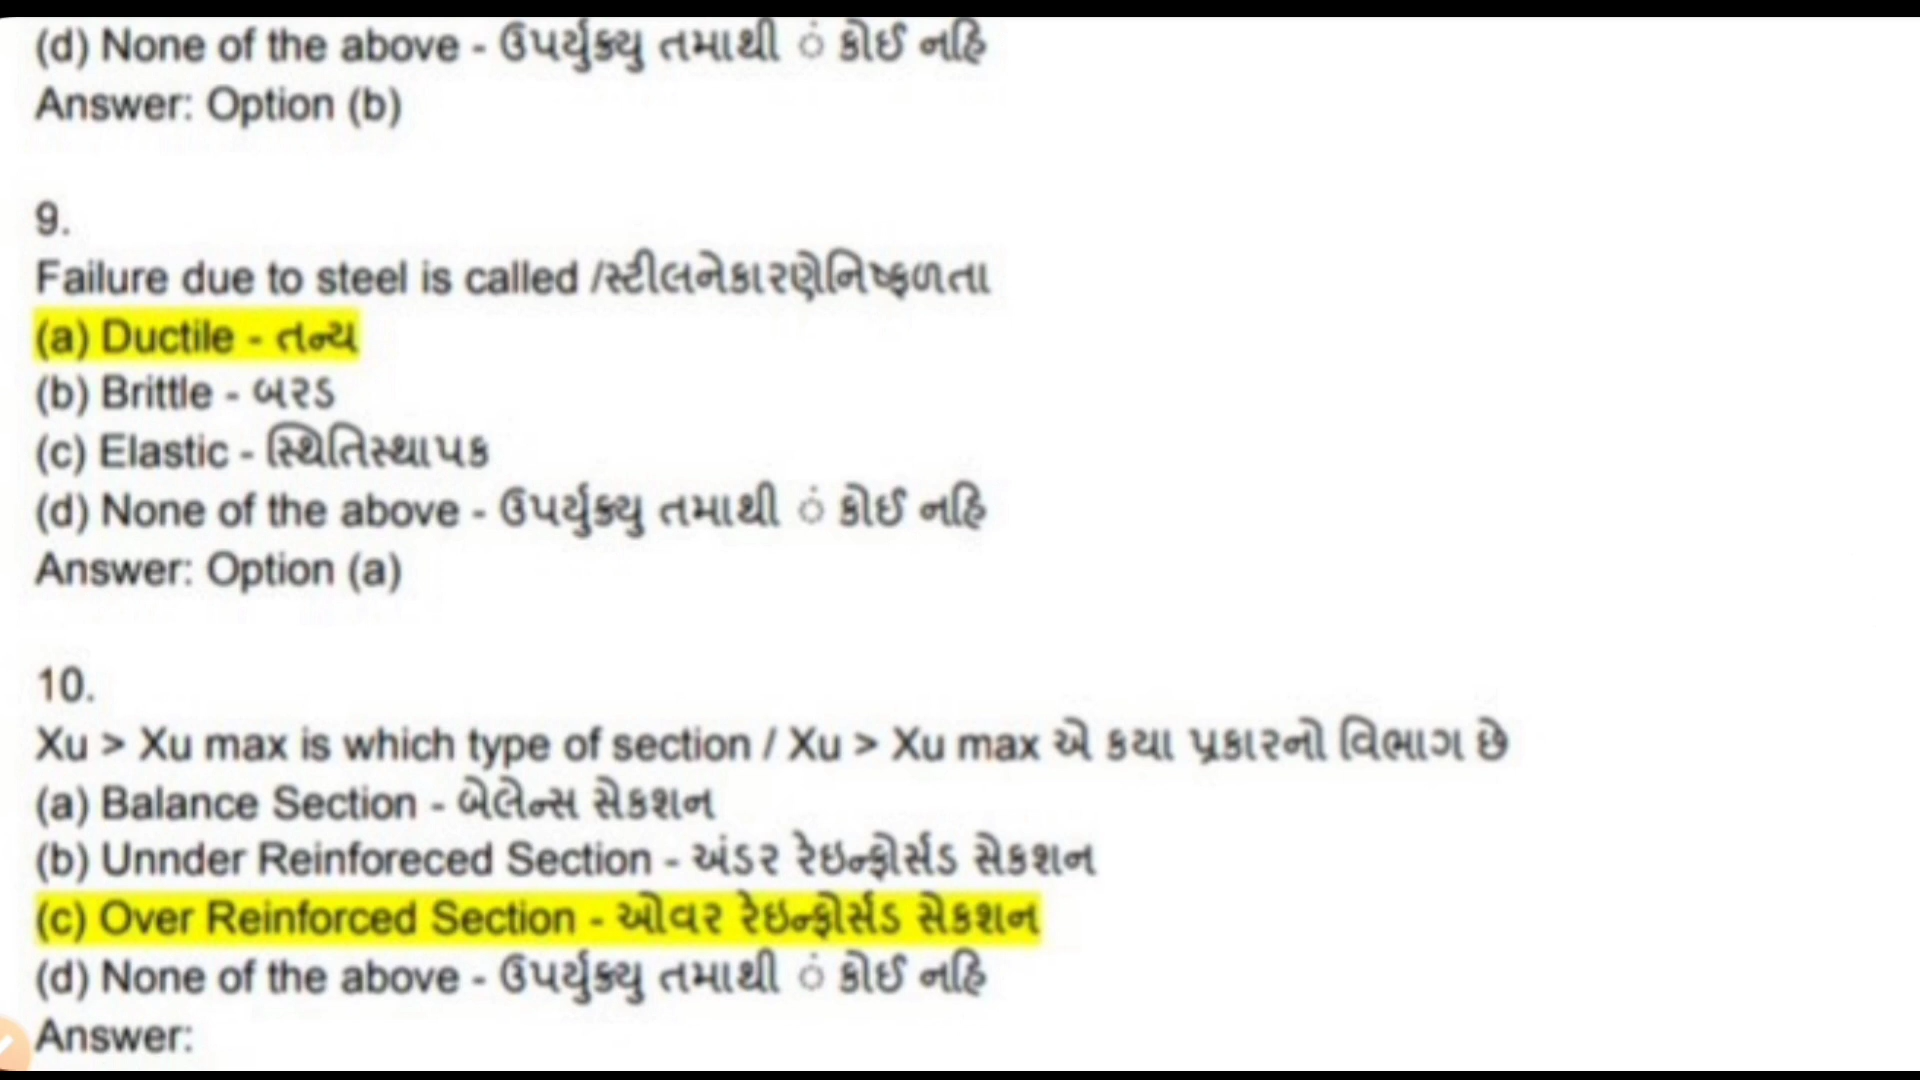 (d) None of the above - ઉપર્યુક્યુ તમાથી ં કોઈ નહિ
Answer: Option (b)
9.
Failure due to steel is called /સ્ટીલનેકારણેનિષ્ફળતા
(a) Ductile - તન્ય
(b) Brittle - બરડ
(c) Elastic - સ્થિતિસ્થાપક
(d) None of the above - ઉપર્યુક્યુ તમાથી ં કોઈ નહિ
Answer: Option (a)
10.
Xu > Xu max is which type of section / Xu > Xu max એ કયા પ્રકારનો વિભાગ છે
(a) Balance Section - બેલેન્સ સેકશન
(b) Unnder Reinforeced Section - અંડર રેઇન્ફોર્સડ સેકશન
(c) Over Reinforced Section - ઓવર રેઇન્ફોર્સડ સેકશન
(d) None of the above - ઉપર્યુક્યુ તમાથી ં કોઈ નહિ
Answer: